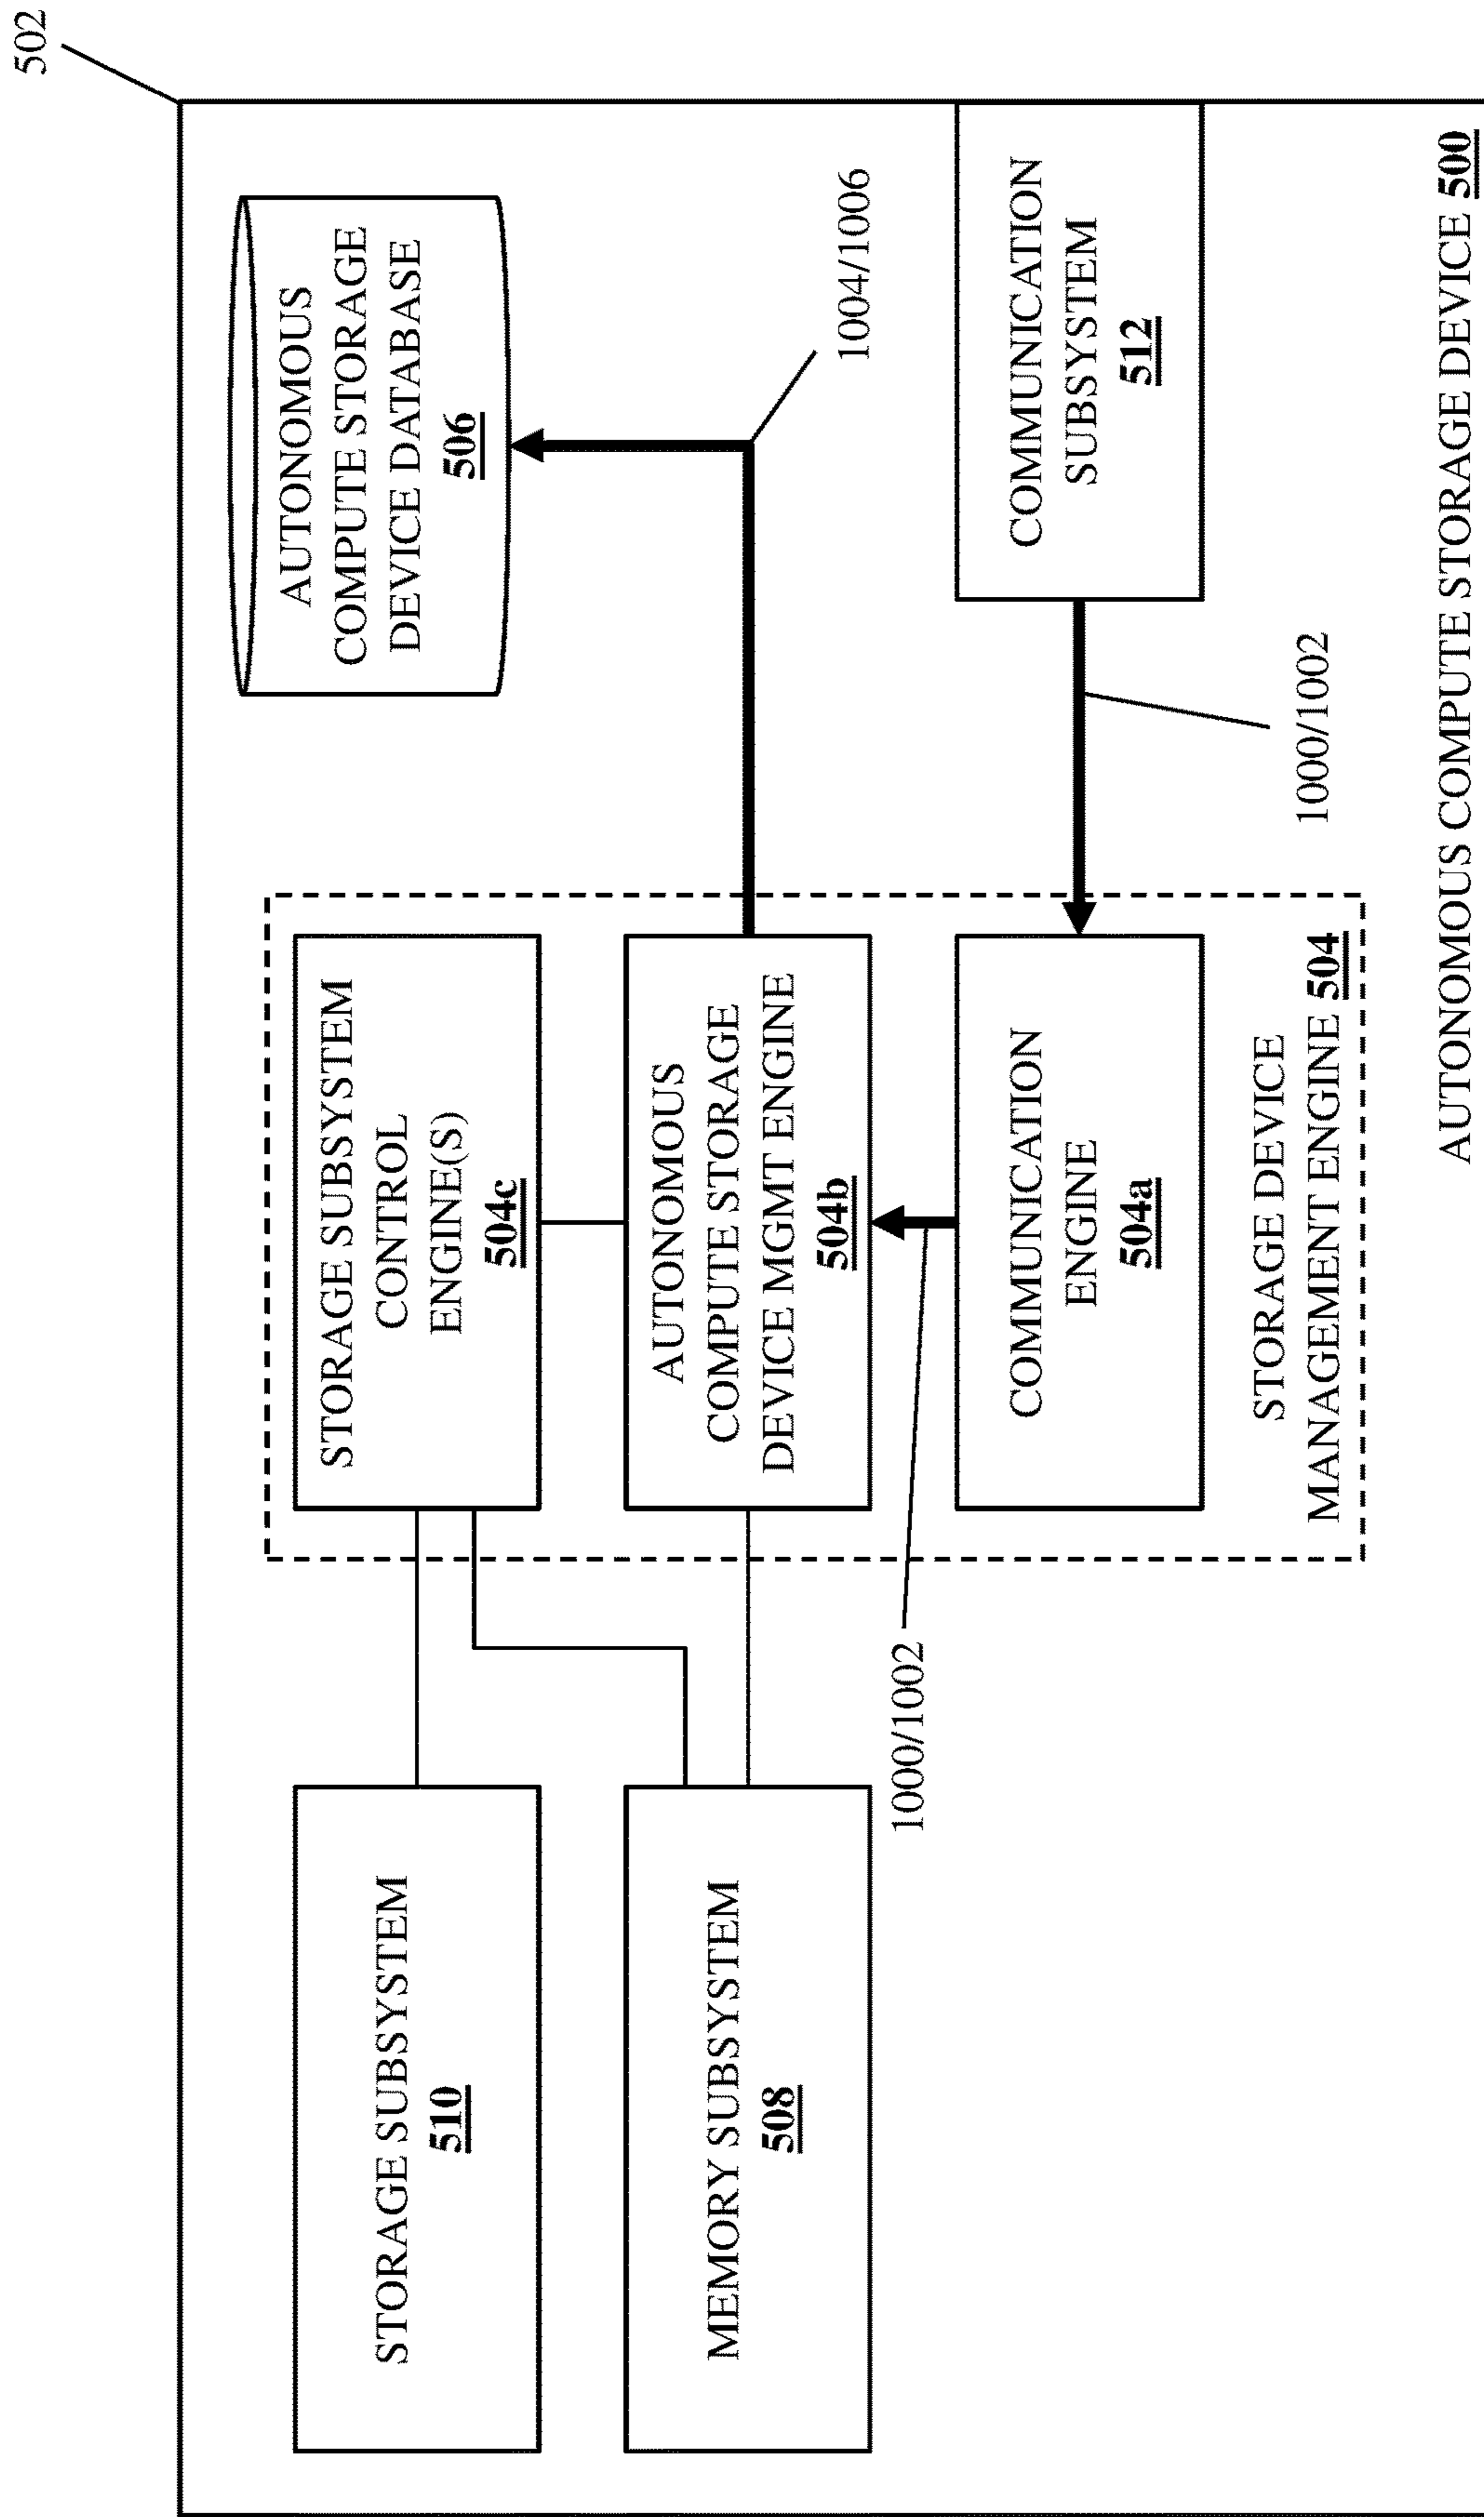 502
STORAGE SUBSYSTEM
510
STORAGE SUBSYSTEM
CONTROL
ENGINE(S)
504c
AUTONOMOUS
COMPUTE STORAGE
DEVICE DATABASE
506
MEMORY SUBSYSTEM
508
AUTONOMOUS
COMPUTE STORAGE
DEVICE MGMT ENGINE
504b
1004/1006
1000/1002
COMMUNICATION
ENGINE
504a
COMMUNICATION
SUBSYSTEM
512
1000/1002
STORAGE DEVICE
MANAGEMENT ENGINE 504
AUTONOMOUS COMPUTE STORAGE DEVICE 500